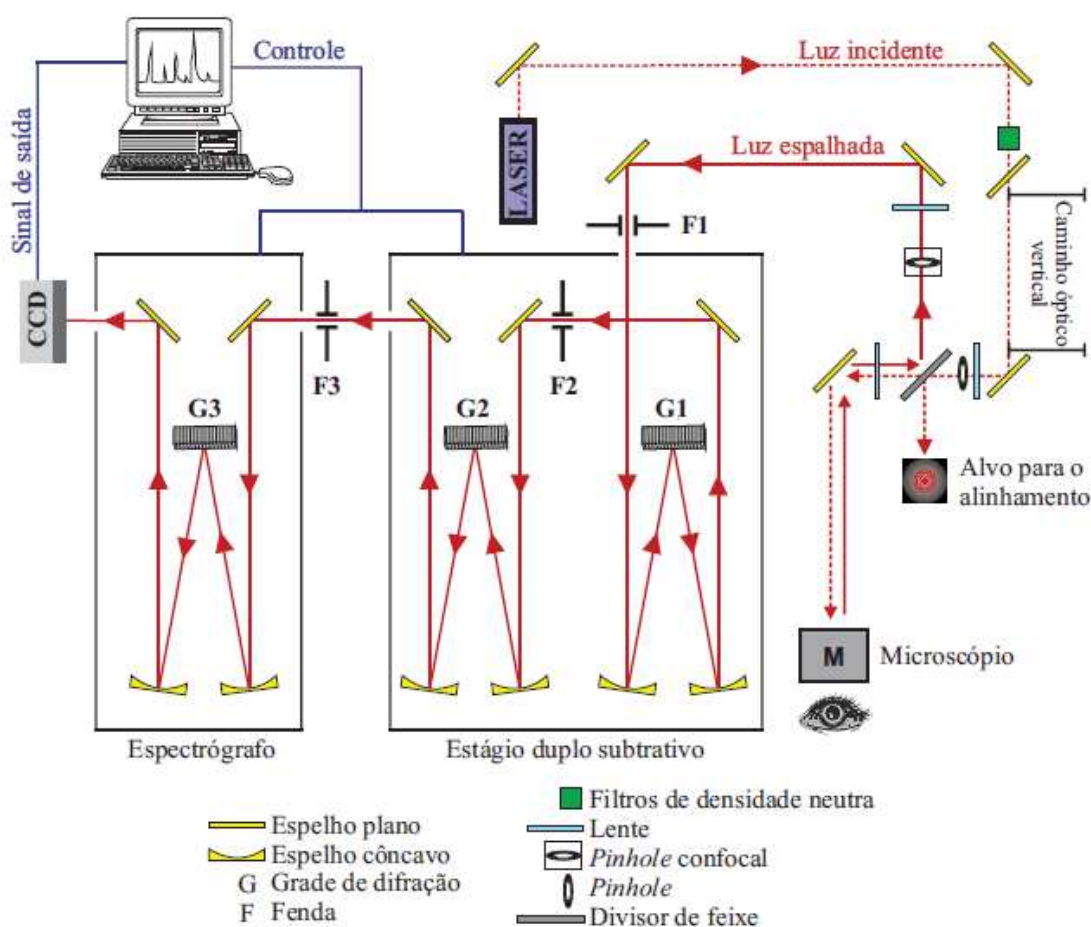 Controle
Luz incidente
Sinal de saída
LASER
Luz espalhada
F1
Caminho óptico
vertical
CCD
F3
F2
G3
G2
G1
Alvo para o
alinhamento
M
Microscópio
Espectrógrafo
Estágio duplo subtrativo
Espelho plano
Espelho côncavo
G Grade de difração
F Fenda
Filtros de densidade neutra
Lente
Pinhole confocal
Pinhole
Divisor de feixe